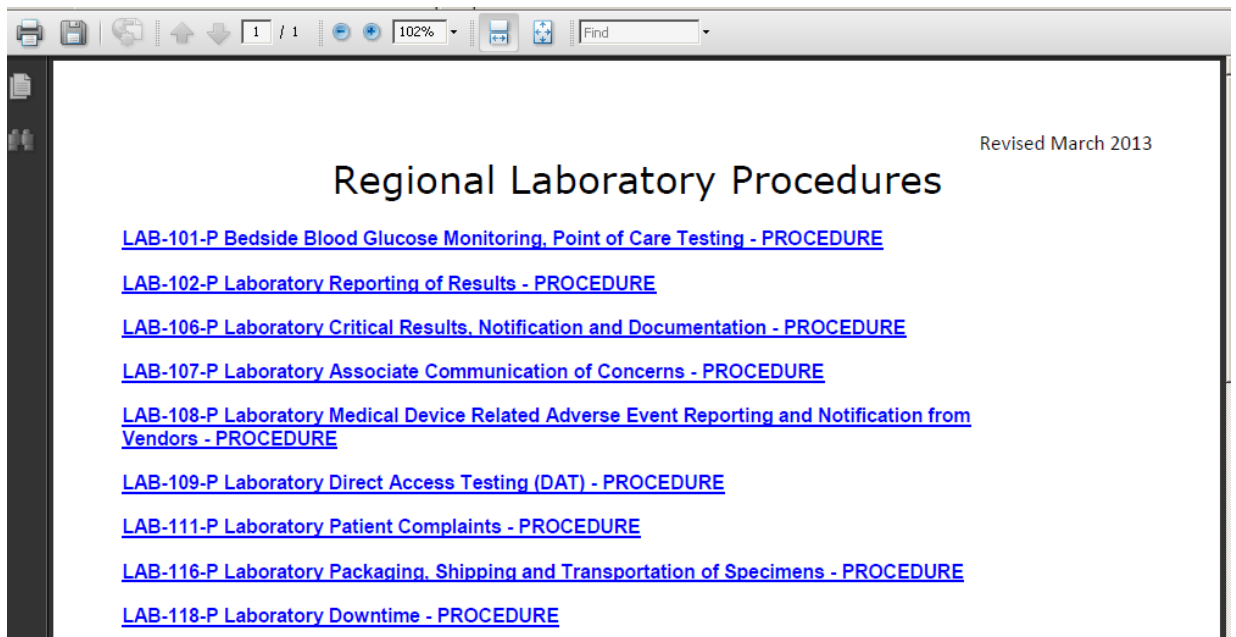 1 / 1 102% Find
Revised March 2013
Regional Laboratory Procedures
LAB-101-P Bedside Blood Glucose Monitoring, Point of Care Testing - PROCEDURE
LAB-102-P Laboratory Reporting of Results - PROCEDURE
LAB-106-P Laboratory Critical Results, Notification and Documentation - PROCEDURE
LAB-107-P Laboratory Associate Communication of Concerns - PROCEDURE
LAB-108-P Laboratory Medical Device Related Adverse Event Reporting and Notification from
Vendors - PROCEDURE
LAB-109-P Laboratory Direct Access Testing (DAT) - PROCEDURE
LAB-111-P Laboratory Patient Complaints - PROCEDURE
LAB-116-P Laboratory Packaging, Shipping and Transportation of Specimens - PROCEDURE
LAB-118-P Laboratory Downtime - PROCEDURE